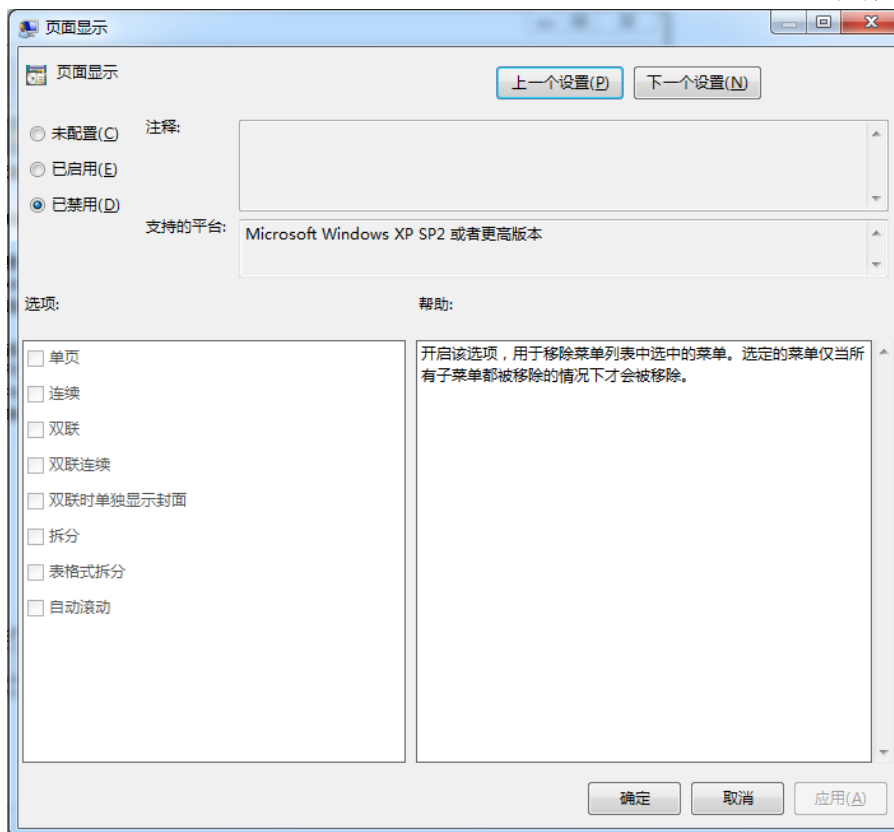 页面显示
页面显示
上一个设置(P)
下一个设置(N)
未配置(C)
注释:
已启用(E)
已禁用(D)
支持的平台:
Microsoft Windows XP SP2 或者更高版本
选项:
帮助:
单页
连续
双联
双联连续
双联时单独显示封面
拆分
表格式拆分
自动滚动
开启该选项，用于移除菜单列表中选中的菜单。选定的菜单仅当所
有子菜单都被移除的情况下才会被移除。
确定
取消
应用(A)